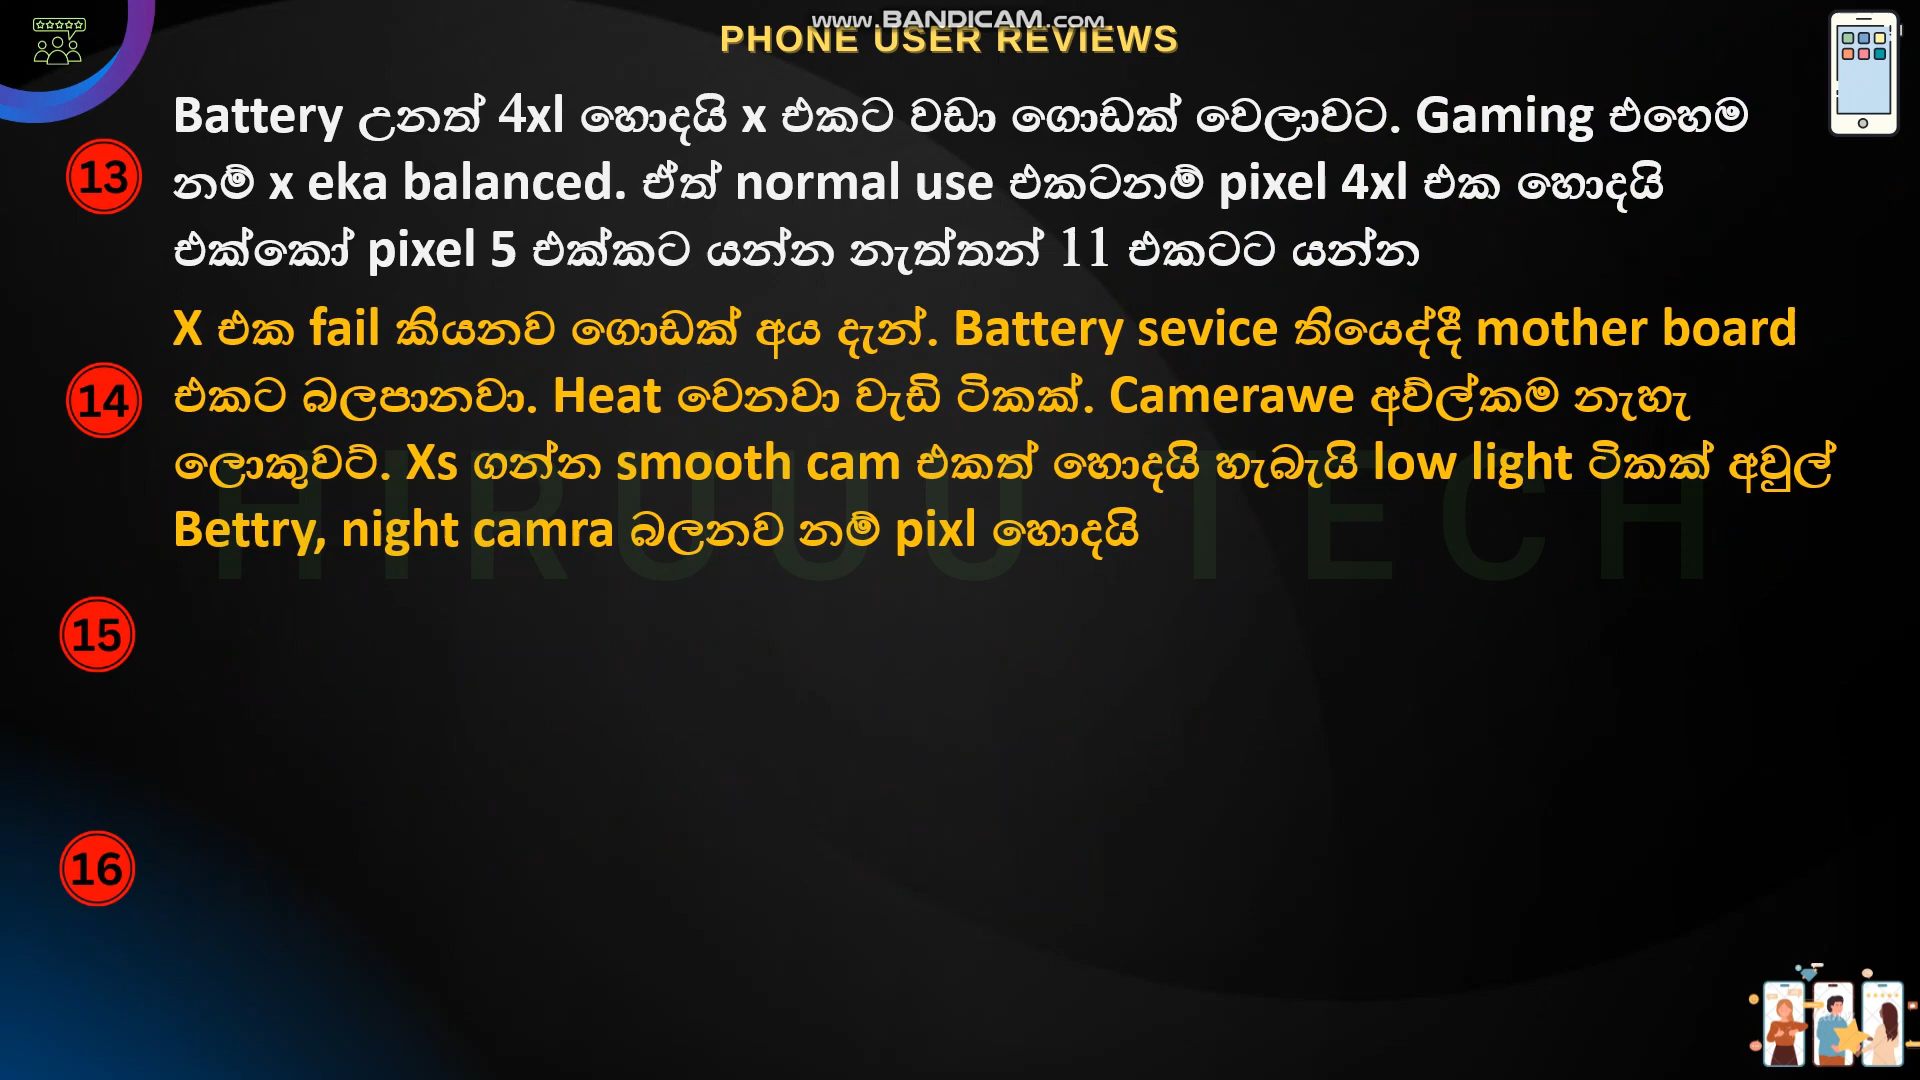 www.BANDICAM.com
PHONE USER REVIEWS
Battery උනත් 4xl හොදයි x එකට වඩා ගොඩක් වෙලාවට. Gaming එහෙම
13
නම් x eka balanced. ඒත් normal use එකටනම් pixel 4xl එක හොදයි
එක්කෝ pixel 5 එක්කට යන්න නැත්තන් 11 එකටට යන්න
X එක fail කියනව ගොඩක් අය දැන්. Battery sevice තියෙද්දී mother board
14
එකට බලපානවා. Heat වෙනවා වැඩි ටිකක්. Camerawe අව්ල්කම නැහැ
ලොකුවට්. Xs ගන්න smooth cam එකත් හොදයි හැබැයි low light ටිකක් අවුල්
Bettry, night camra බලනව නම් pixl හොදයි
HIRUUU TECH
15
16